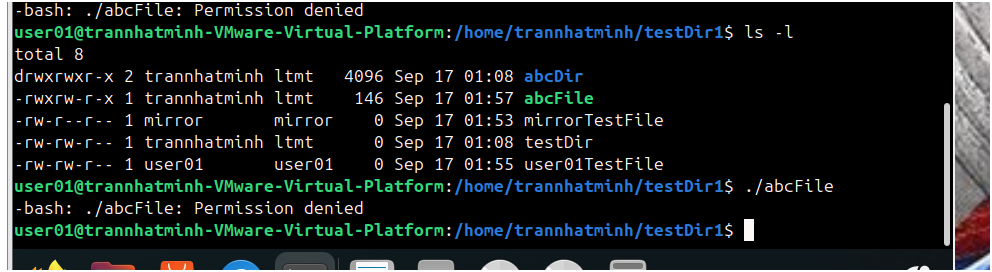 -bash: ./abcFile: Permission denied
user01@trannhatminh-VMware-Virtual-Platform:/home/trannhatminh/testDir1$ ls -l
total 8
drwxrwxr-x 2 trannhatminh ltmt   4096 Sep 17 01:08 abcDir
-rwxrw-r-x 1 trannhatminh ltmt    146 Sep 17 01:57 abcFile
-rw-r--r-- 1 mirror       mirror    0 Sep 17 01:53 mirrorTestFile
-rw-rw-r-- 1 trannhatminh ltmt      0 Sep 17 01:08 testDir
-rw-rw-r-- 1 user01       user01    0 Sep 17 01:55 user01TestFile
user01@trannhatminh-VMware-Virtual-Platform:/home/trannhatminh/testDir1$ ./abcFile
-bash: ./abcFile: Permission denied
user01@trannhatminh-VMware-Virtual-Platform:/home/trannhatminh/testDir1$